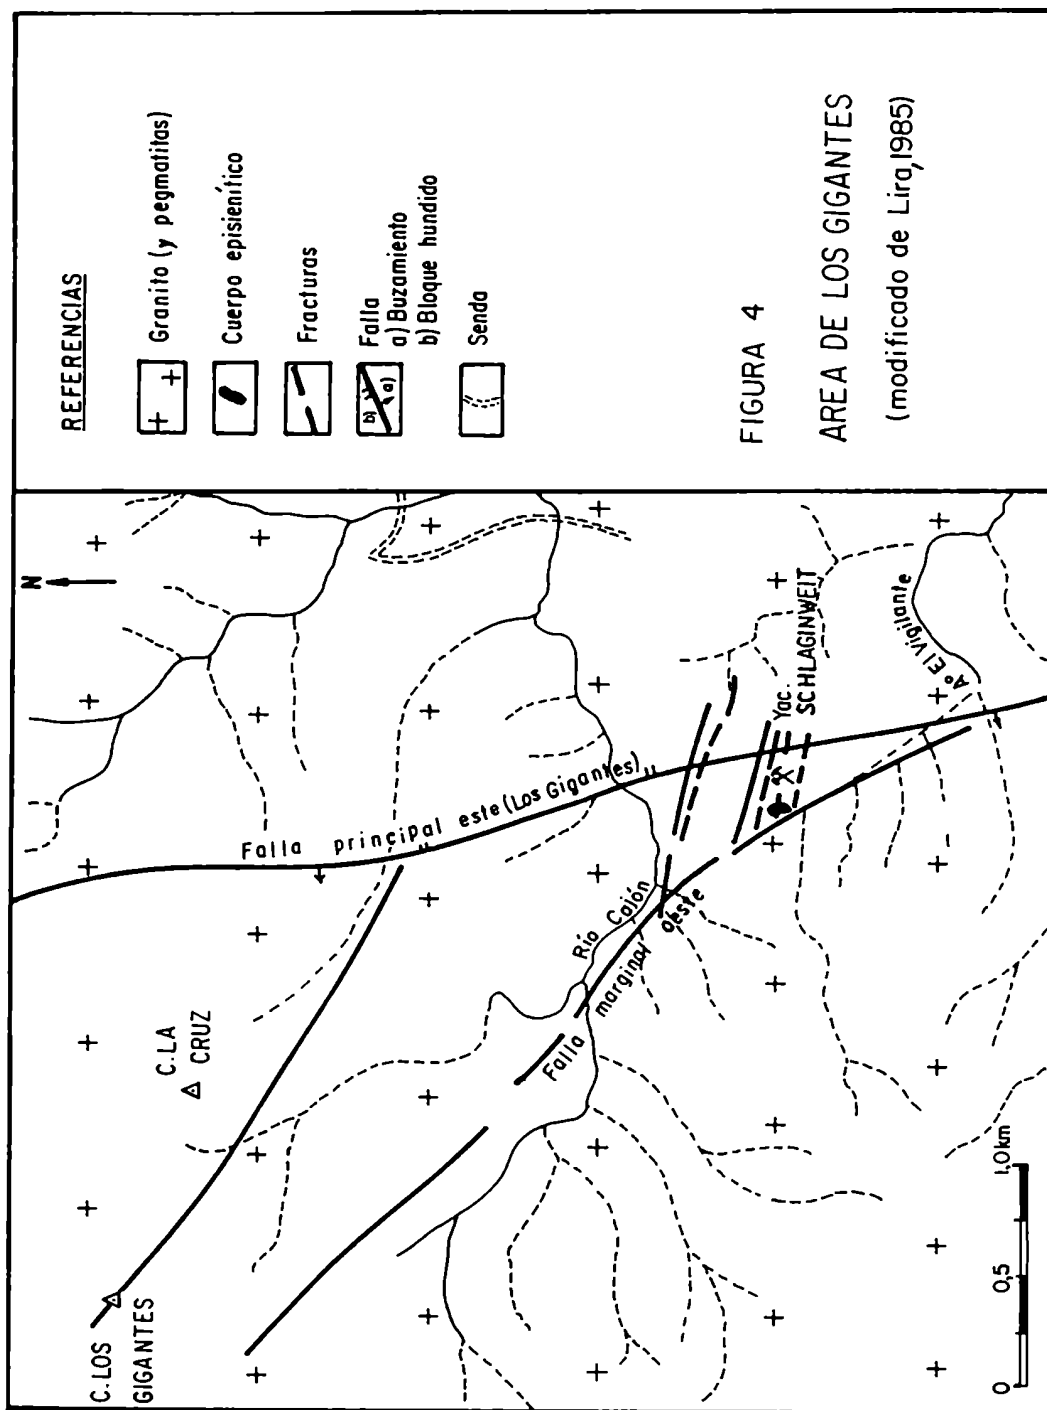 REFERENCIAS
Granito (y pegmatitas)
Cuerpo episienítico
Fracturas
b)
a)
Falla
a) Buzamiento
b) Bloque hundido
Senda
FIGURA 4
AREA DE LOS GIGANTES
(modificado de Lira, 1985)
N
C. LOS
GIGANTES
C. LA
CRUZ
Falla principal este (Los Gigantes)
Río Cajón
Falla marginal oeste
Yac.
SCHLAGINWEIT
A° El Vigilante
0
0,5
1,0 km